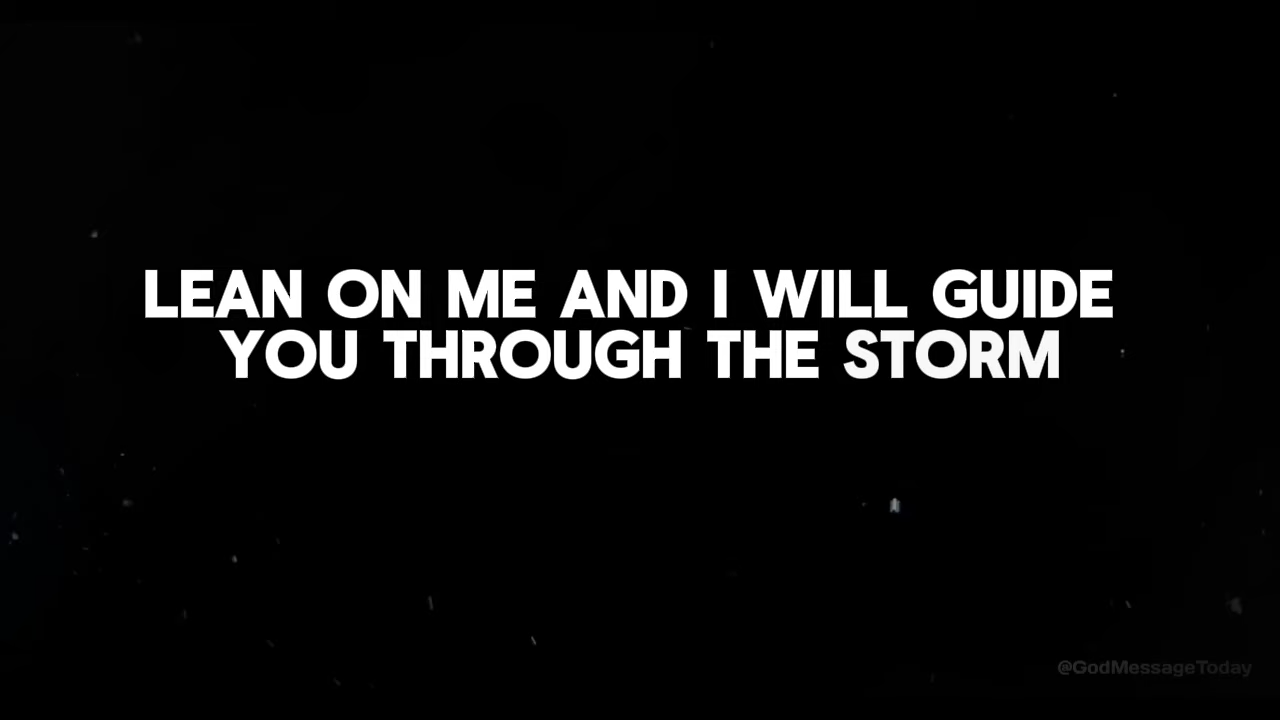 LEAN ON ME AND I WILL GUIDE
YOU THROUGH THE STORM
@GodMessageToday